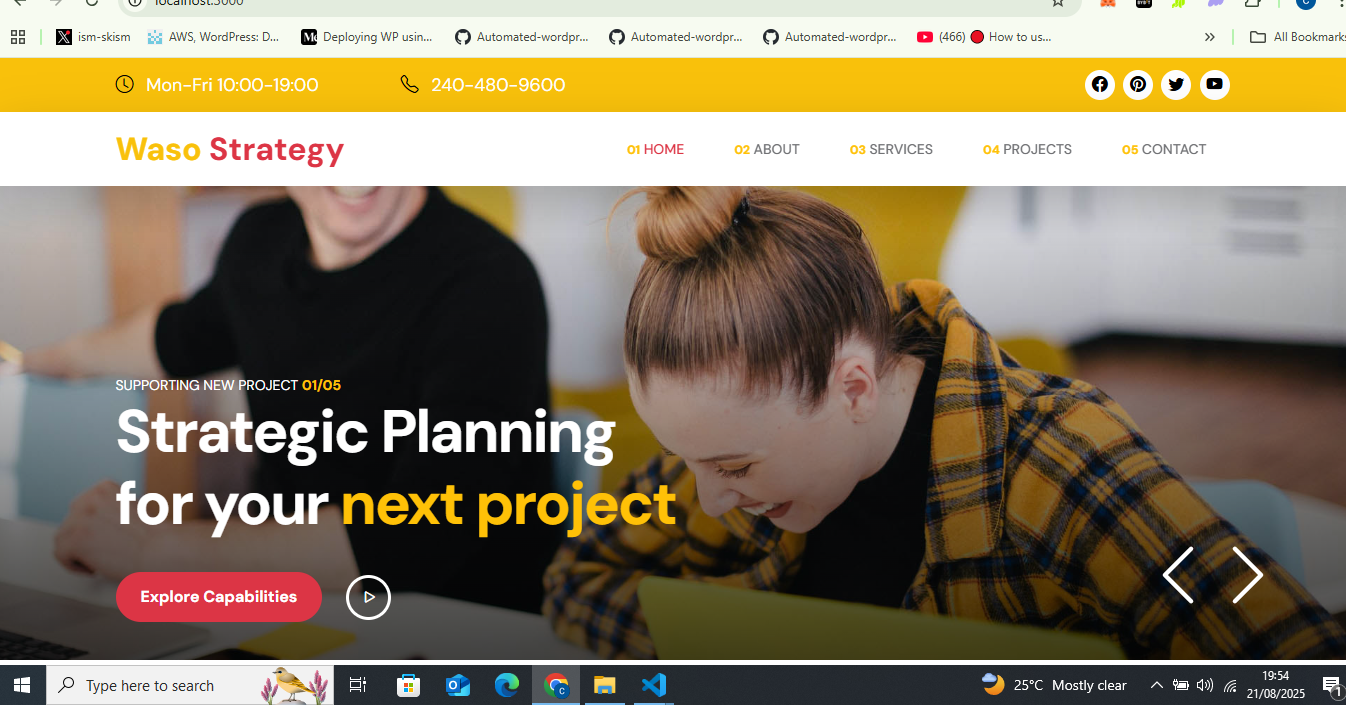 localhost:3000
ism-skism
AWS, WordPress: D...
Deploying WP usin...
Automated-wordpr...
Automated-wordpr...
Automated-wordpr...
(466) How to us...
All Bookmarks
Mon-Fri 10:00-19:00
240-480-9600
Waso Strategy
01 HOME
02 ABOUT
03 SERVICES
04 PROJECTS
05 CONTACT
SUPPORTING NEW PROJECT 01/05
Strategic Planning
for your next project
Explore Capabilities
Type here to search
25°C Mostly clear
19:54
21/08/2025
1